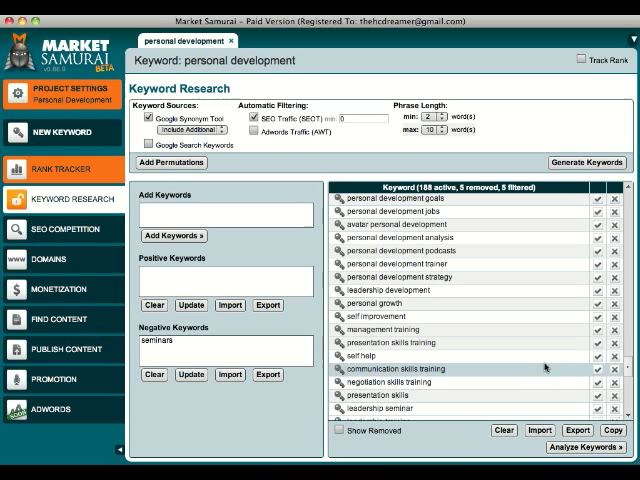 Market Samurai - Paid Version (Registered To: thehcdreamer@gmail.com)
MARKET
SAMURAI
BETA
personal development ×
Keyword: personal development
Track Rank
PROJECT SETTINGS
Personal Development
NEW KEYWORD
RANK TRACKER
KEYWORD RESEARCH
SEO COMPETITION
www
DOMAINS
MONETIZATION
FIND CONTENT
PUBLISH CONTENT
PROMOTION
ADWORDS
Keyword Research
Keyword Sources:
Google Synonym Tool
Include Additional
Google Search Keywords
Automatic Filtering:
SEO Traffic (SEOT) min: 0
Adwords Traffic (AWT)
Phrase Length:
min: 2 word(s)
max: 10 word(s)
Add Permutations
Generate Keywords
Add Keywords
Add Keywords »
Positive Keywords
Clear Update Import Export
Negative Keywords
seminars
Clear Update Import Export
Keyword (188 active, 5 removed, 5 filtered)
personal development goals
personal development jobs
avatar personal development
personal development analysis
personal development podcasts
personal development trainer
personal development strategy
leadership development
personal growth
self improvement
management training
presentation skills training
self help
communication skills training
negotiation skills training
presentation skills
leadership seminar
Show Removed
Clear Import Export Copy
Analyze Keywords »